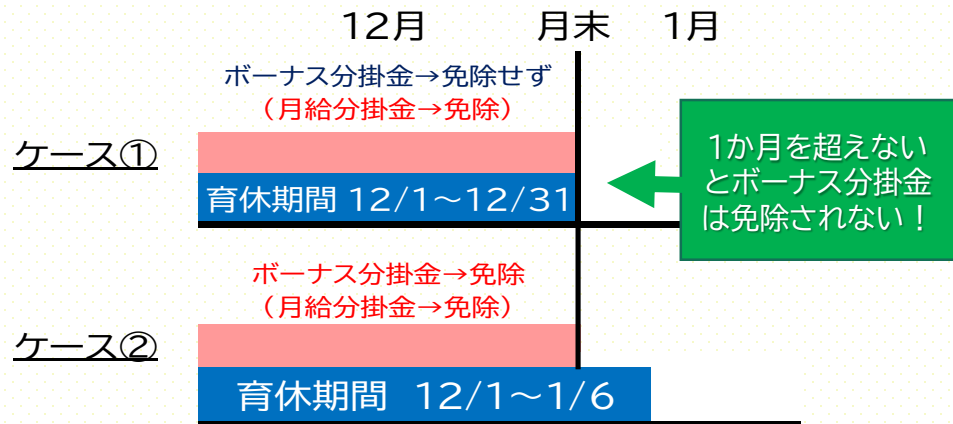 12月 月末 1月
ボーナス分掛金→免除せず
（月給分掛金→免除）
ケース①
育休期間 12/1～12/31
1か月を超えない
とボーナス分掛金
は免除されない！
ボーナス分掛金→免除
（月給分掛金→免除）
ケース②
育休期間 12/1～1/6